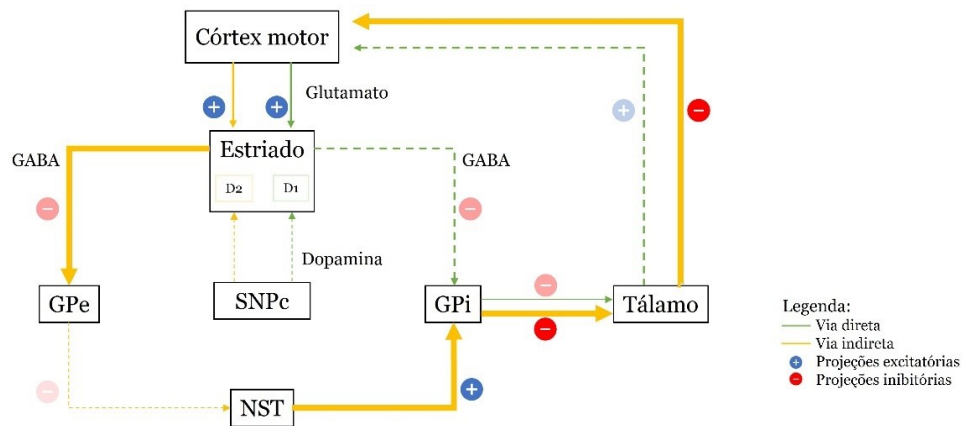 Córtex motor
Glutamato
GABA
Estriado
GABA
D2
D1
Dopamina
GPe
SNPc
GPi
Tálamo
NST
Legenda:
Via direta
Via indireta
Projeções excitatórias
Projeções inibitórias